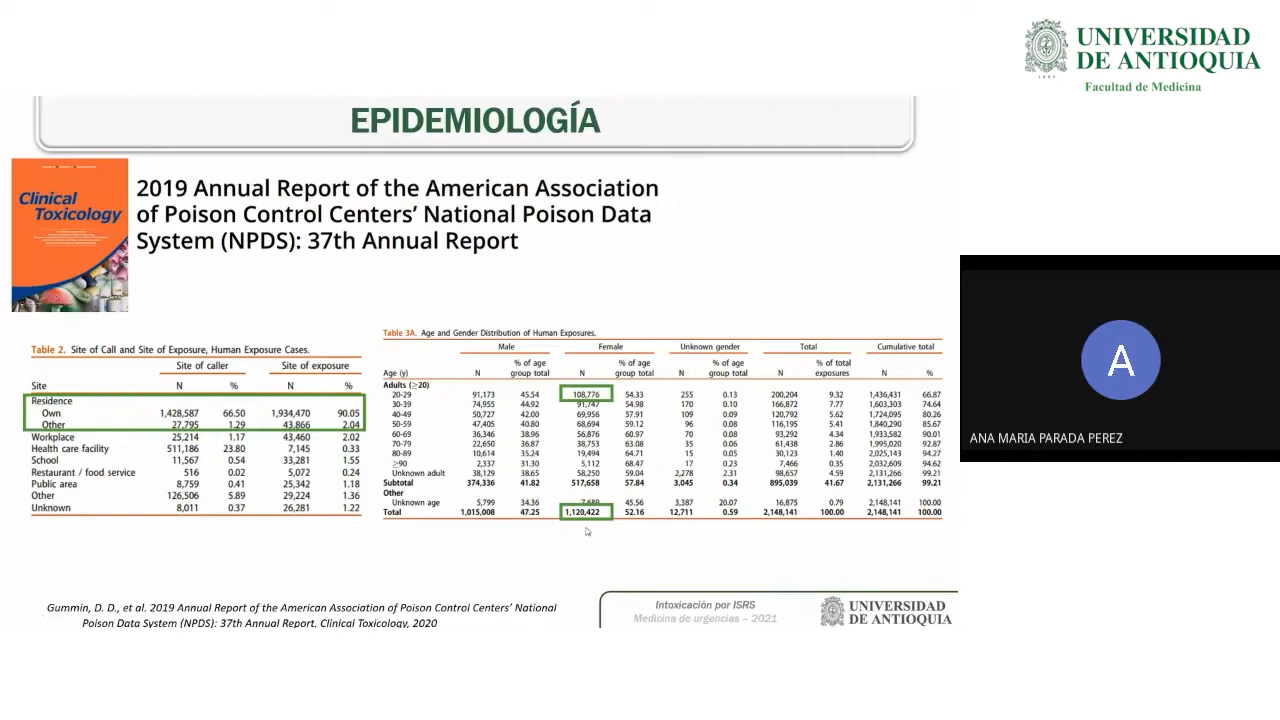 UNIVERSIDAD
DE ANTIOQUIA
1803
Facultad de Medicina
EPIDEMIOLOGÍA
Clinical
Toxicology
2019 Annual Report of the American Association
of Poison Control Centers' National Poison Data
System (NPDS): 37th Annual Report
Table 2. Site of Call and Site of Exposure, Human Exposure Cases.
Site of caller Site of exposure
Site N % N %
Residence
Own 1,428,587 66.50 1,934,470 90.05
Other 27,795 1.29 43,866 2.04
Workplace 25,214 1.17 43,460 2.02
Health care facility 511,186 23.80 7,145 0.33
School 11,567 0.54 33,281 1.55
Restaurant / food service 516 0.02 5,072 0.24
Public area 8,759 0.41 25,342 1.18
Other 126,506 5.89 29,224 1.36
Unknown 8,011 0.37 26,281 1.22
Table 3A. Age and Gender Distribution of Human Exposures.
Male Female Unknown gender Total Cumulative total
% of age % of age % of age % of total
Age (y) N group total N group total N group total N exposures N %
Adults (≥20)
20-29 91,173 45.54 108,776 54.33 255 0.13 200,204 9.32 1,436,431 66.87
30-39 74,955 44.92 91,747 54.98 170 0.10 166,872 7.77 1,603,303 74.64
40-49 50,727 42.00 69,956 57.91 109 0.09 120,792 5.62 1,724,095 80.26
50-59 47,405 40.80 68,694 59.12 96 0.08 116,195 5.41 1,840,290 85.67
60-69 36,346 38.96 56,876 60.97 70 0.08 93,292 4.34 1,933,582 90.01
70-79 22,650 36.87 38,753 63.08 35 0.06 61,438 2.86 1,995,020 92.87
80-89 10,614 35.24 19,494 64.71 15 0.05 30,123 1.40 2,025,143 94.27
≥90 2,337 31.30 5,112 68.47 17 0.23 7,466 0.35 2,032,609 94.62
Unknown adult 38,129 38.65 58,250 59.04 2,278 2.31 98,657 4.59 2,131,266 99.21
Subtotal 374,336 41.82 517,658 57.84 3,045 0.34 895,039 41.67 2,131,266 99.21
Other
Unknown age 5,799 34.36 7,689 45.56 3,387 20.07 16,875 0.79 2,148,141 100.00
Total 1,015,008 47.25 1,120,422 52.16 12,711 0.59 2,148,141 100.00 2,148,141 100.00
A
ANA MARIA PARADA PEREZ
Gummin, D. D., et al. 2019 Annual Report of the American Association of Poison Control Centers' National
Poison Data System (NPDS): 37th Annual Report. Clinical Toxicology, 2020
Intoxicación por ISRS
Medicina de urgencias – 2021
UNIVERSIDAD
DE ANTIOQUIA